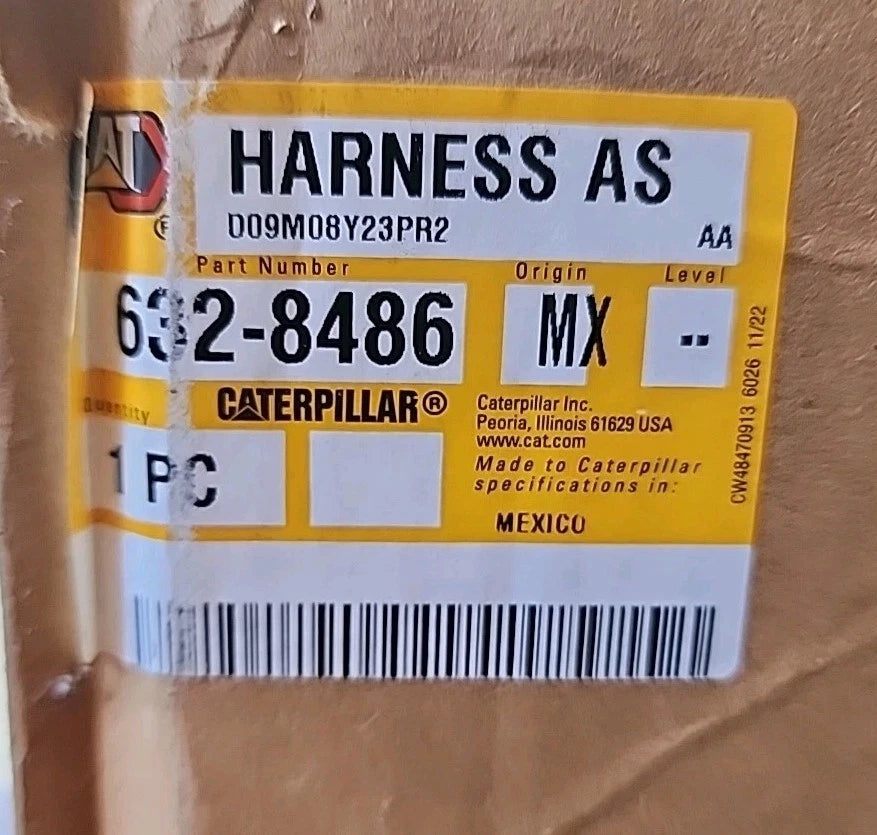 CAT
®
HARNESS AS
D09M08Y23PR2
AA
Part Number
Origin
Level
632-8486
MX
--
Quantity
CATERPILLAR®
1 PC
Caterpillar Inc.
Peoria, Illinois 61629 USA
www.cat.com
Made to Caterpillar
specifications in:
MEXICO
CW48470913 6026 11/22